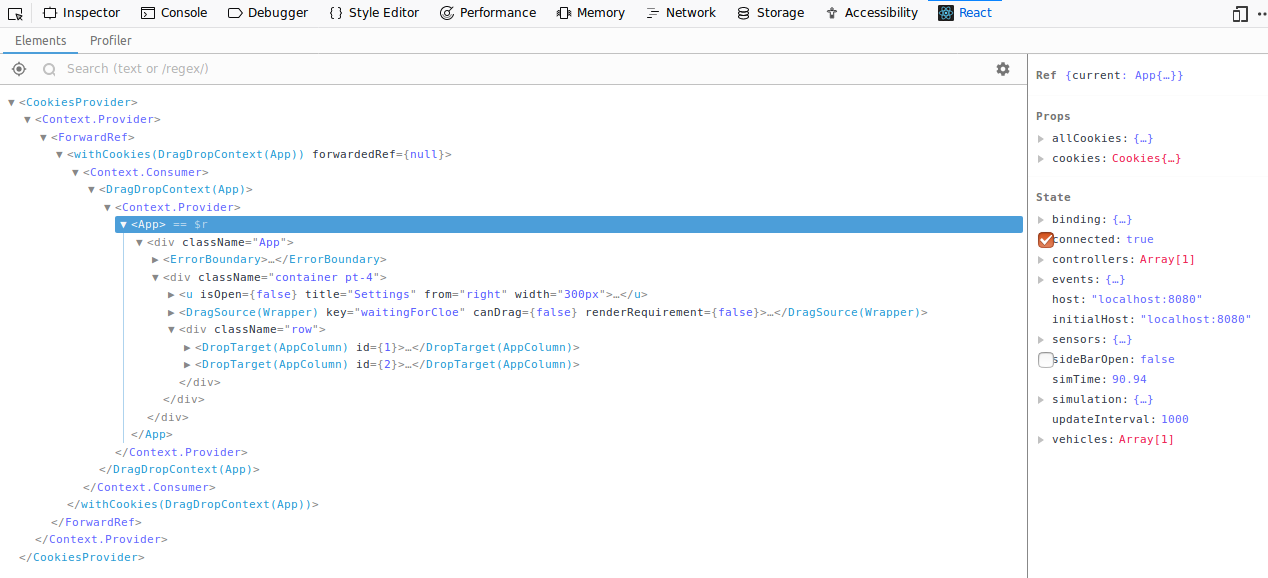 Inspector Console Debugger {} Style Editor Performance Memory Network Storage Accessibility React
Elements Profiler
Search (text or /regex/)
▼<CookiesProvider>
▼<Context.Provider>
▼<ForwardRef>
▼<withCookies(DragDropContext(App)) forwardedRef={null}>
▼<Context.Consumer>
▼<DragDropContext(App)>
▼<Context.Provider>
▼<App> == $r
▼<div className="App">
▶<ErrorBoundary>…</ErrorBoundary>
▼<div className="container pt-4">
▶<u isOpen={false} title="Settings" from="right" width="300px">…</u>
▶<DragSource(Wrapper) key="waitingForCloe" canDrag={false} renderRequirement={false}>…</DragSource(Wrapper)>
▼<div className="row">
▶<DropTarget(AppColumn) id={1}>…</DropTarget(AppColumn)>
▶<DropTarget(AppColumn) id={2}>…</DropTarget(AppColumn)>
</div>
</div>
</div>
</App>
</Context.Provider>
</DragDropContext(App)>
</Context.Consumer>
</withCookies(DragDropContext(App))>
</ForwardRef>
</Context.Provider>
</CookiesProvider>
Ref {current: App{…}}
Props
▶ allCookies: {…}
▶ cookies: Cookies{…}
State
▶ binding: {…}
connected: true
▶ controllers: Array[1]
▶ events: {…}
host: "localhost:8080"
initialHost: "localhost:8080"
▶ sensors: {…}
sideBarOpen: false
simTime: 90.94
▶ simulation: {…}
updateInterval: 1000
▶ vehicles: Array[1]